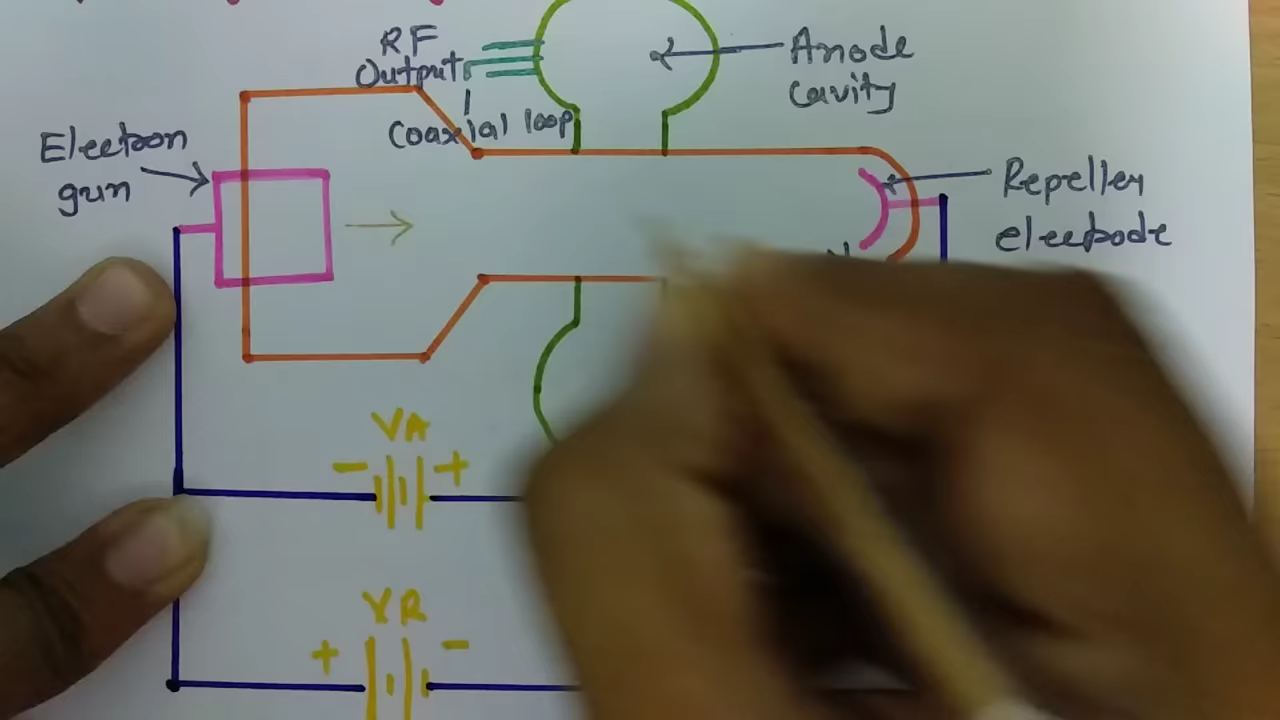 RF
Output
Coaxial loop
Anode
cavity
Electron
gun
Repeller
electrode
VA
- +
VR
+ -